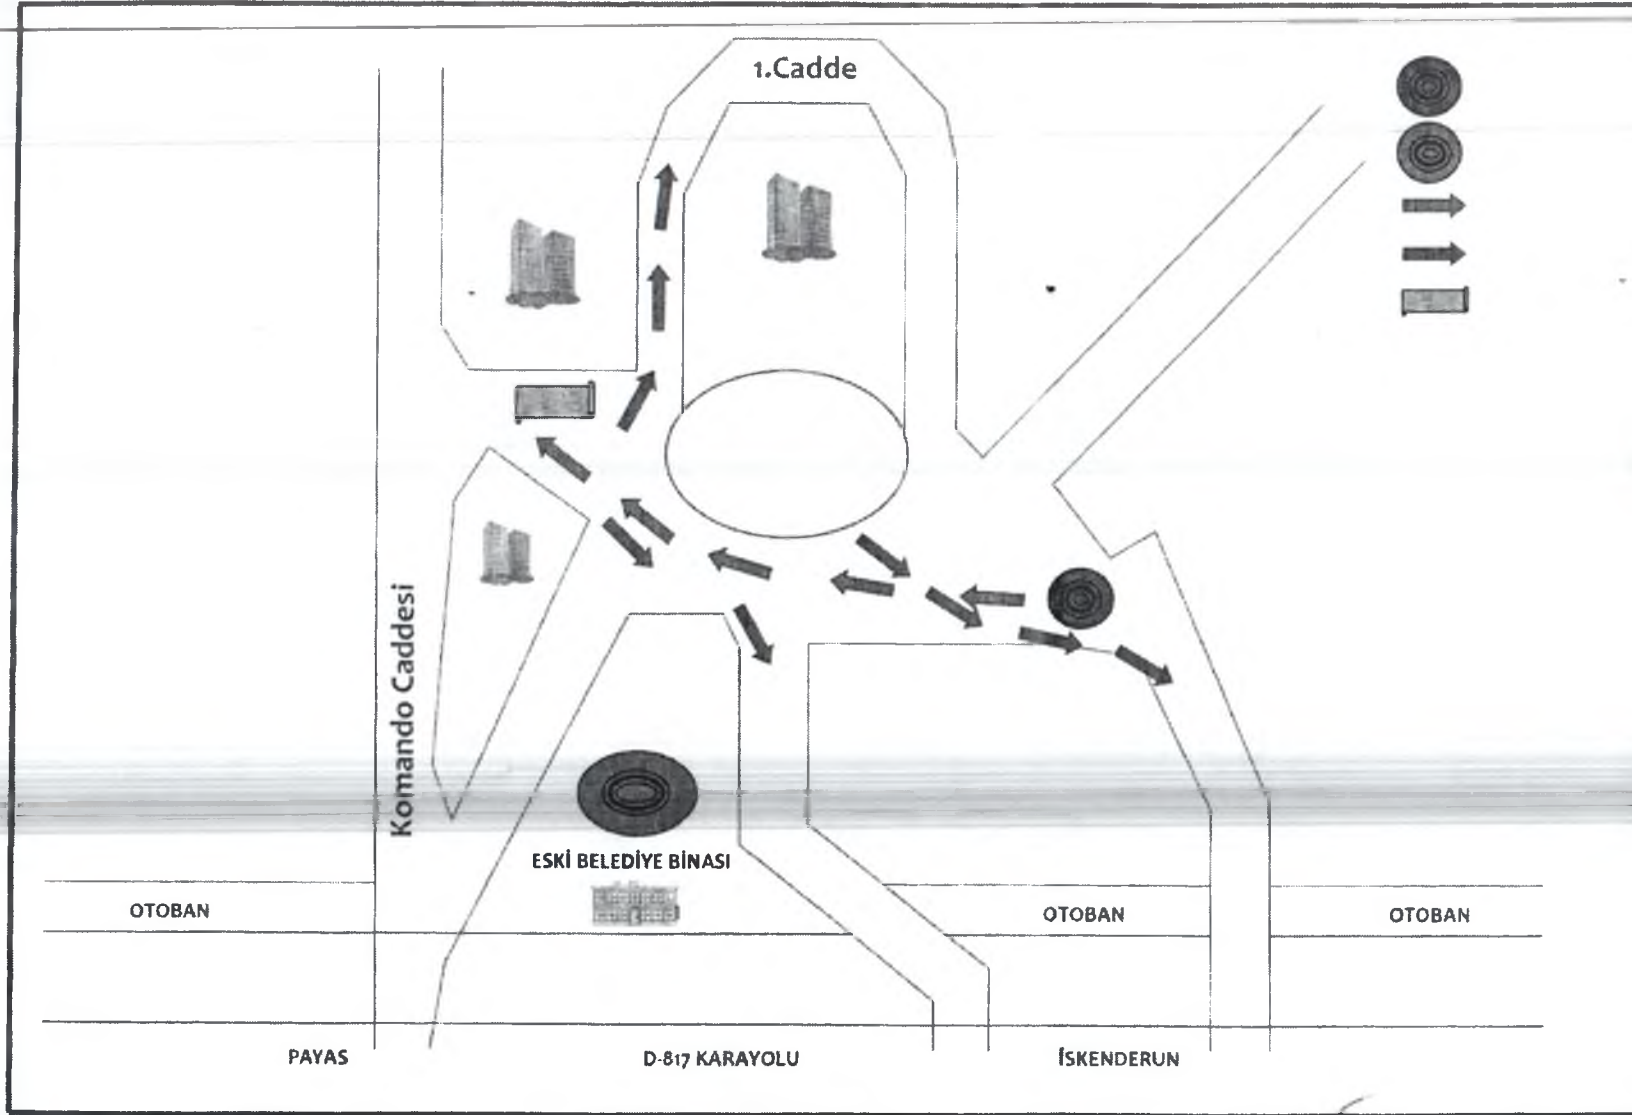 1.Cadde
Komando Caddesi
ESKİ BELEDİYE BİNASI
OTOBAN
OTOBAN
OTOBAN
PAYAS
D-817 KARAYOLU
İSKENDERUN